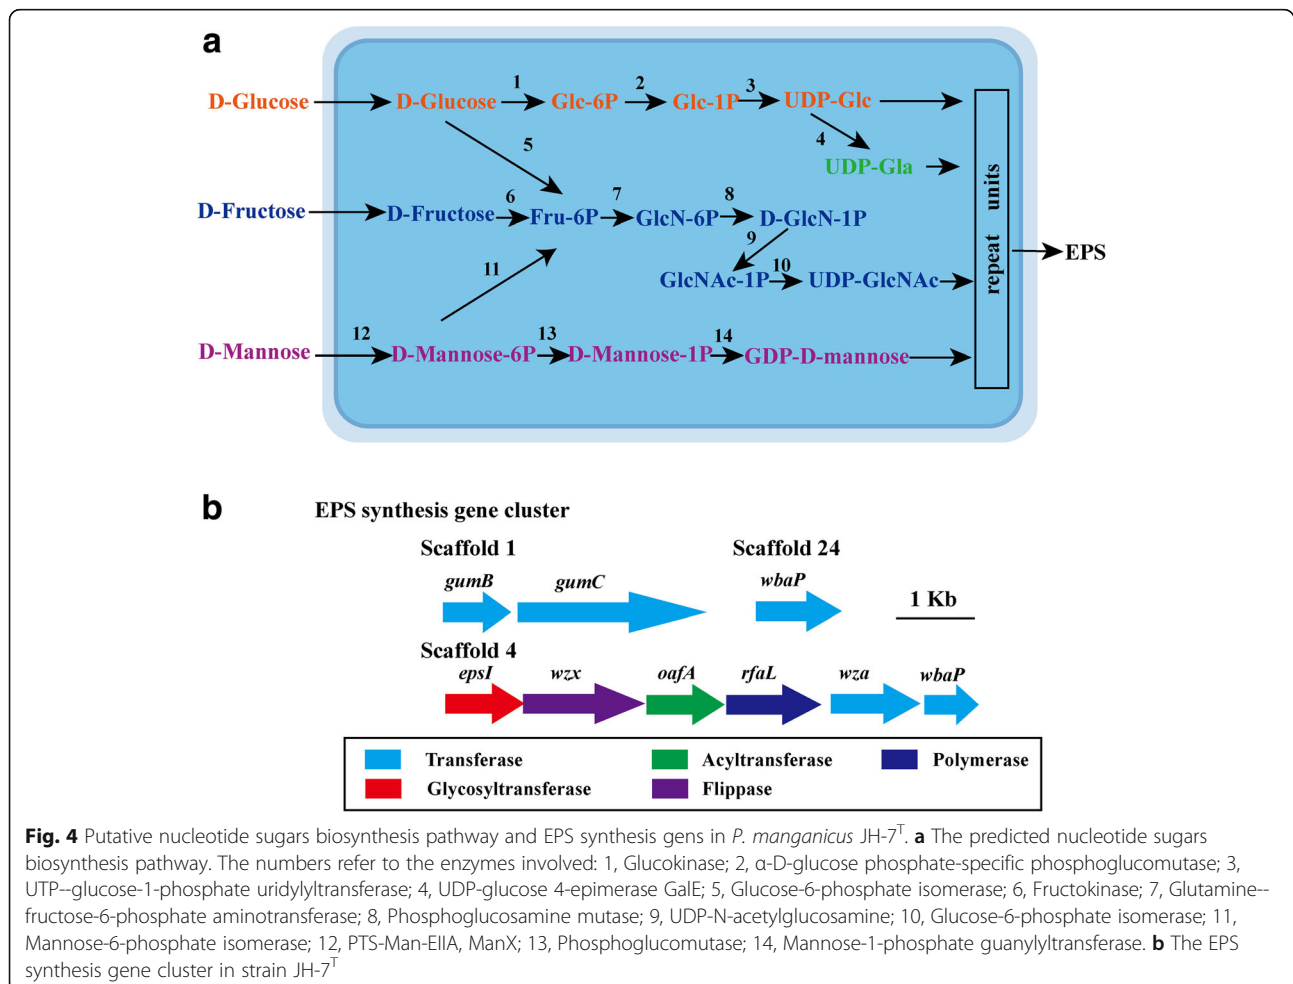 a
D-Glucose D-Glucose 1 Glc-6P 2 Glc-1P 3 UDP-Glc
5 4
UDP-Gla
D-Fructose D-Fructose 6 Fru-6P 7 GlcN-6P 8 D-GlcN-1P
9
11 GlcNAc-1P 10 UDP-GlcNAc
D-Mannose 12 D-Mannose-6P 13 D-Mannose-1P 14 GDP-D-mannose
repeat units
EPS
b
EPS synthesis gene cluster
Scaffold 1 Scaffold 24
gumB gumC wbaP
1 Kb
Scaffold 4
epsI wzx oafA rfaL wza wbaP
Transferase Acyltransferase Polymerase
Glycosyltransferase Flippase
Fig. 4 Putative nucleotide sugars biosynthesis pathway and EPS synthesis gens in P. manganicus JH-7T. a The predicted nucleotide sugars
biosynthesis pathway. The numbers refer to the enzymes involved: 1, Glucokinase; 2, α-D-glucose phosphate-specific phosphoglucomutase; 3,
UTP--glucose-1-phosphate uridylyltransferase; 4, UDP-glucose 4-epimerase GalE; 5, Glucose-6-phosphate isomerase; 6, Fructokinase; 7, Glutamine--
fructose-6-phosphate aminotransferase; 8, Phosphoglucosamine mutase; 9, UDP-N-acetylglucosamine; 10, Glucose-6-phosphate isomerase; 11,
Mannose-6-phosphate isomerase; 12, PTS-Man-EIIA, ManX; 13, Phosphoglucomutase; 14, Mannose-1-phosphate guanylyltransferase. b The EPS
synthesis gene cluster in strain JH-7T